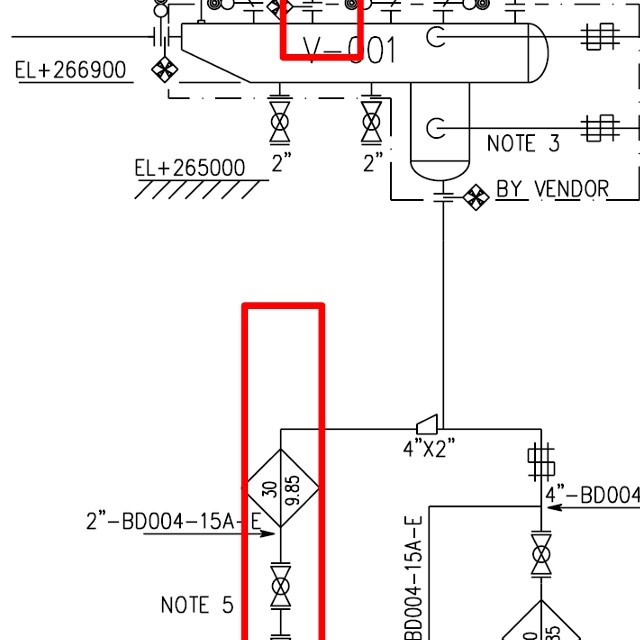 V-001
EL+266900
NOTE 3
EL+265000
2"
2"
BY VENDOR
4"X2"
30
9.85
4"-BD004
2"-BD004-15A-E
BD004-15A-E
NOTE 5